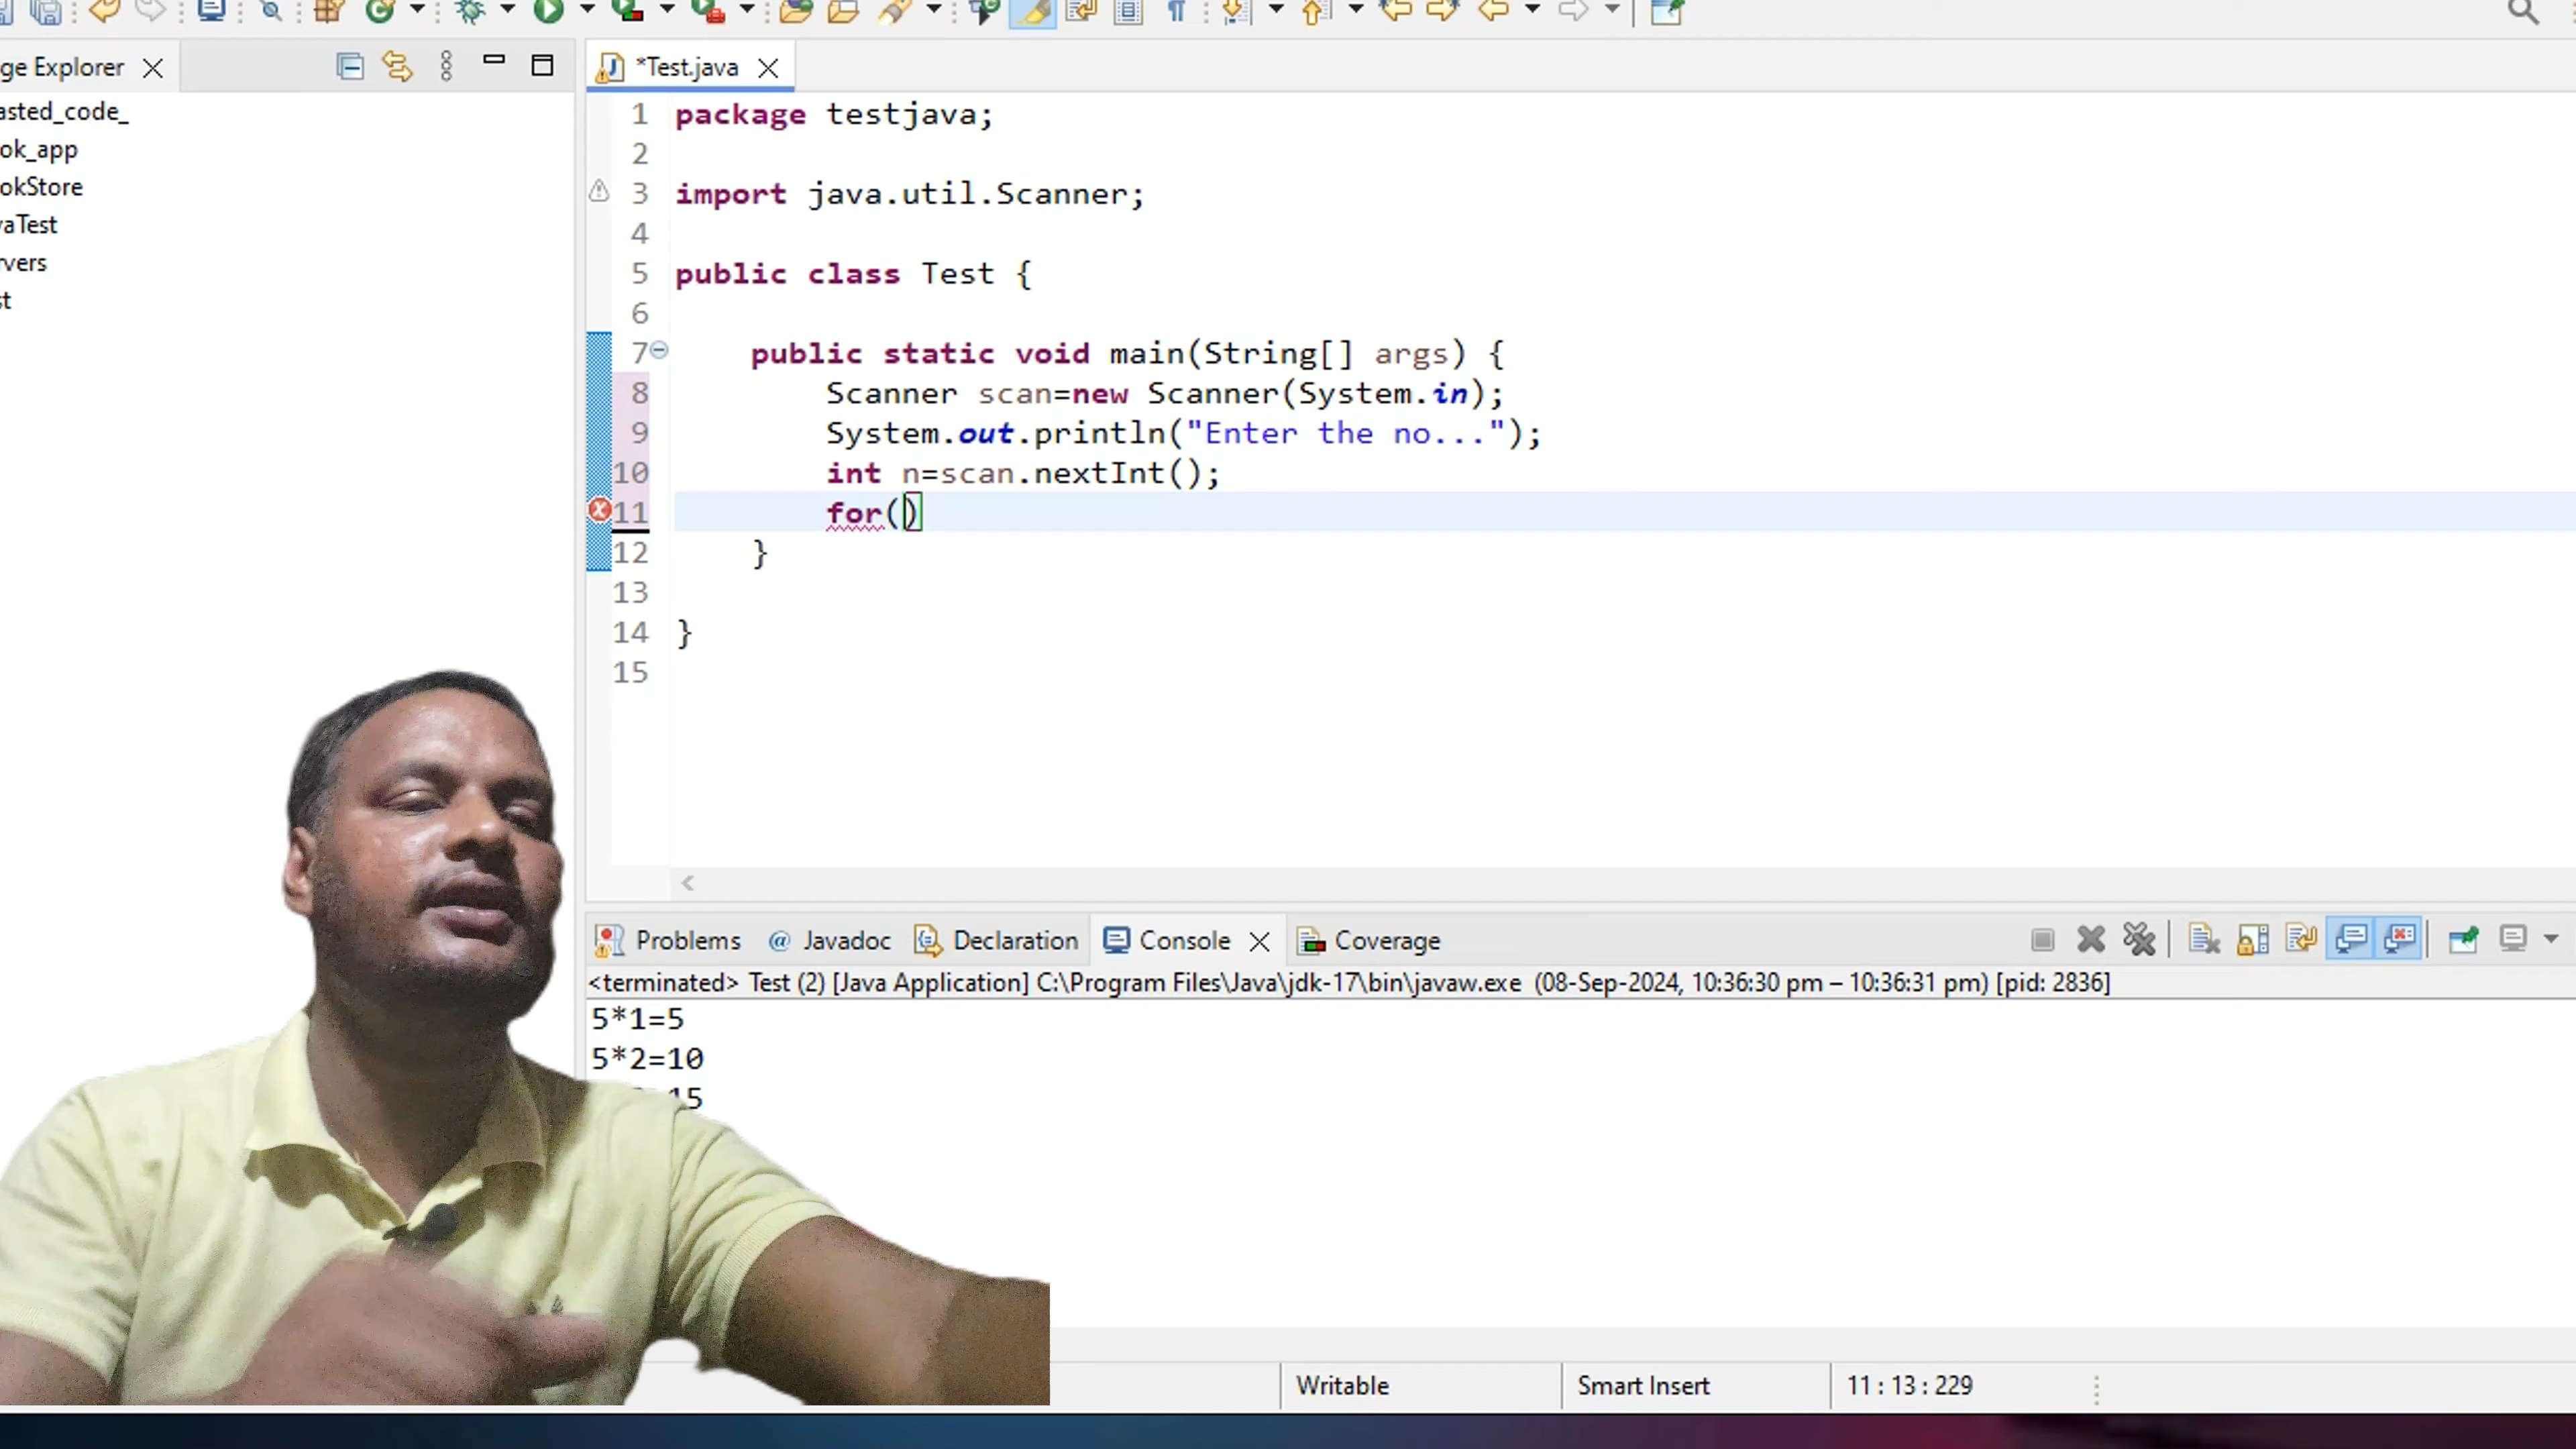 ge Explorer
*Test.java
asted_code_
ok_app
okStore
vaTest
rvers
st
1 package testjava;
2
3 import java.util.Scanner;
4
5 public class Test {
6
7 public static void main(String[] args) {
8 Scanner scan=new Scanner(System.in);
9 System.out.println("Enter the no...");
10 int n=scan.nextInt();
11 for()
12 }
13
14 }
15
Problems @ Javadoc Declaration Console Coverage
<terminated> Test (2) [Java Application] C:\Program Files\Java\jdk-17\bin\javaw.exe (08-Sep-2024, 10:36:30 pm – 10:36:31 pm) [pid: 2836]
5*1=5
5*2=10
=15
Writable Smart Insert 11 : 13 : 229